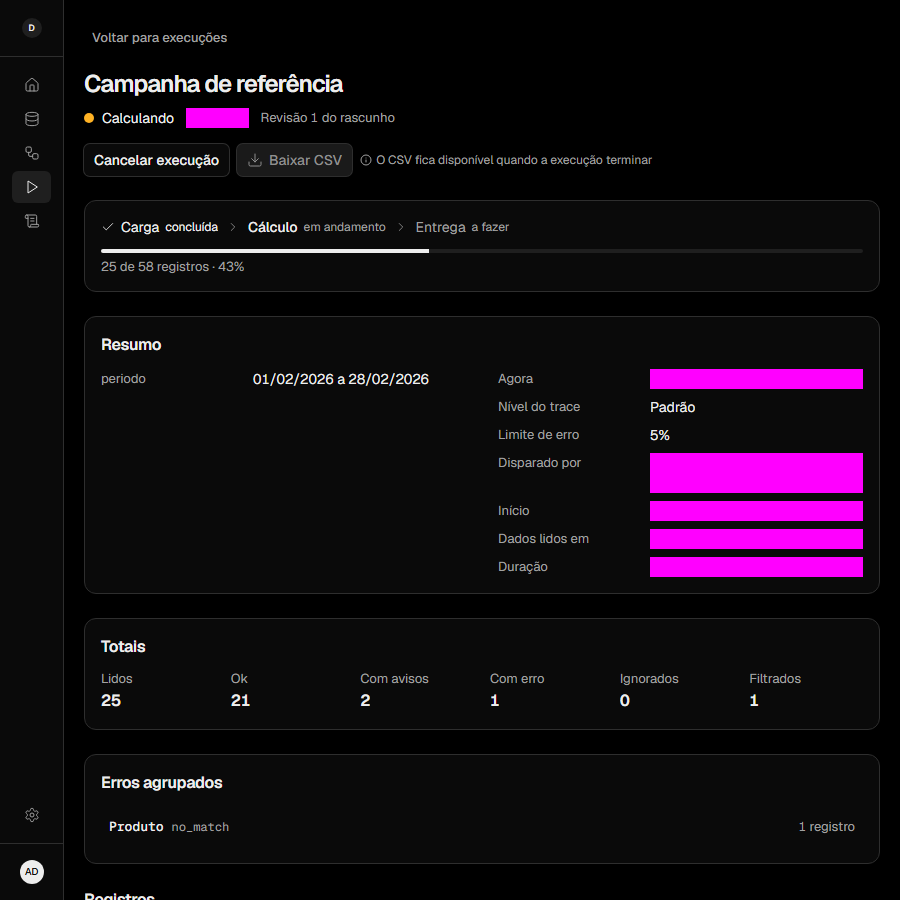 D
Voltar para execuções
Campanha de referência
Calculando Revisão 1 do rascunho
Cancelar execução Baixar CSV O CSV fica disponível quando a execução terminar
Carga concluída Cálculo em andamento Entrega a fazer
25 de 58 registros · 43%
Resumo
periodo 01/02/2026 a 28/02/2026
Agora
Nível do trace Padrão
Limite de erro 5%
Disparado por
Início
Dados lidos em
Duração
Totais
Lidos Ok Com avisos Com erro Ignorados Filtrados
25 21 2 1 0 1
Erros agrupados
Produto no_match 1 registro
AD
Registros